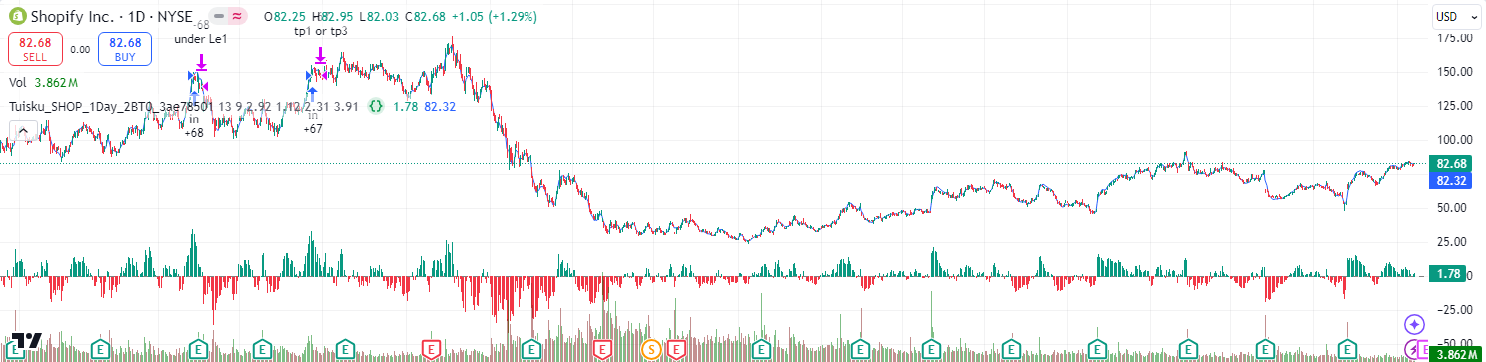 Shopify Inc. · 1D · NYSE
O82.25 H82.95 L82.03 C82.68 +1.05 (+1.29%)
USD
-68
under Le1
tp1 or tp3
82.68
SELL
0.00
82.68
BUY
Vol 3.862M
Tuisku_SHOP_1Day_2BT0_3ae78501 13 9 2.92 1.12 2.31 3.91 {} 1.78 82.32
in
+68
in
+67
175.00
150.00
125.00
100.00
82.68
82.32
50.00
25.00
1.78
0
−25.00
−50.00
3.862M
E E E E E E E E S E E E E E E E E E